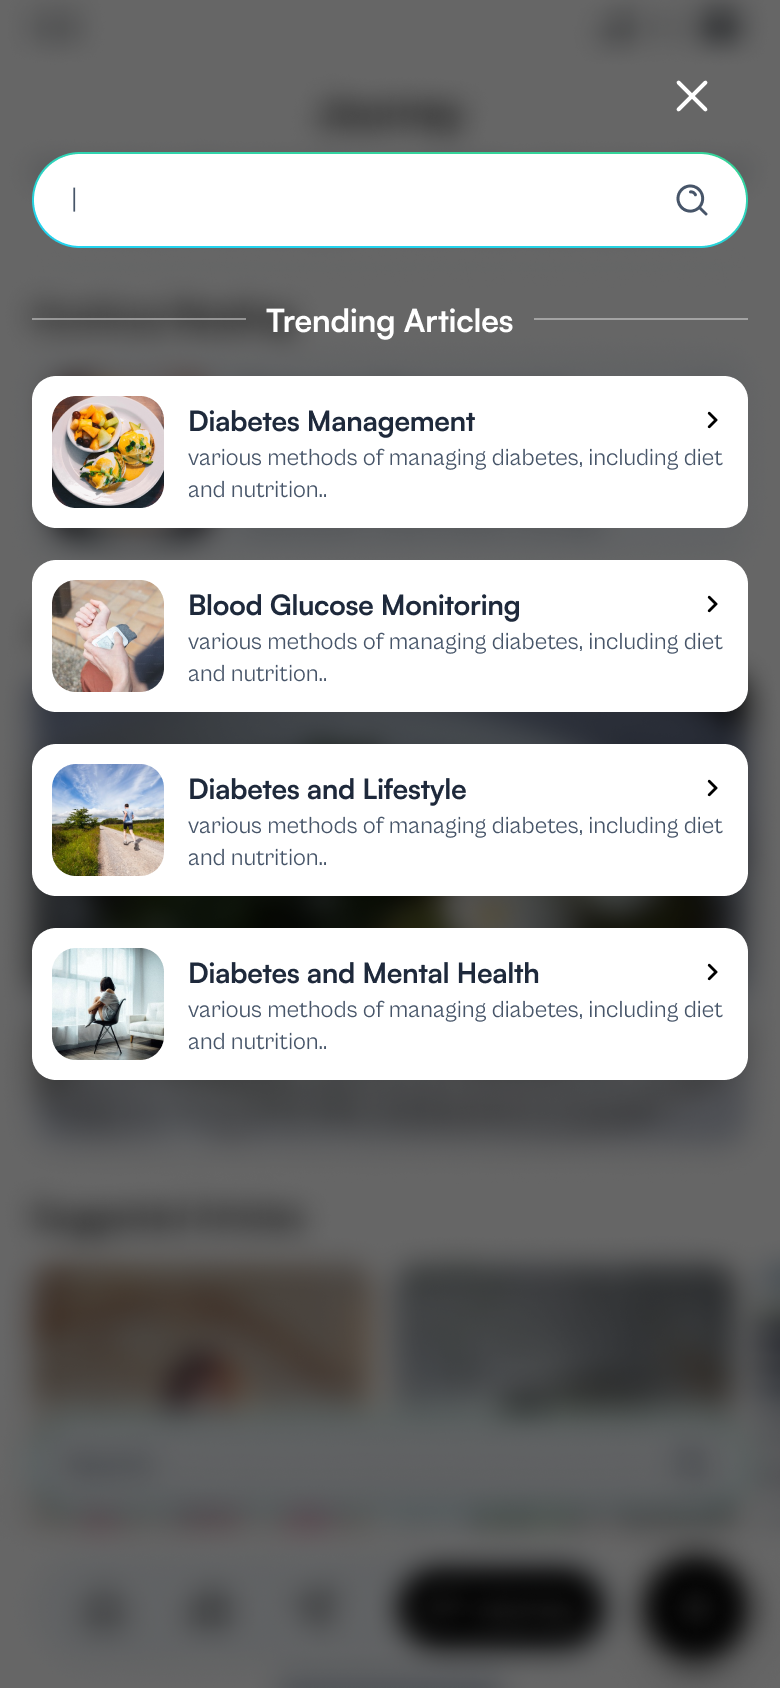 Trending Articles
Diabetes Management
various methods of managing diabetes, including diet
and nutrition..
Blood Glucose Monitoring
various methods of managing diabetes, including diet
and nutrition..
Diabetes and Lifestyle
various methods of managing diabetes, including diet
and nutrition..
Diabetes and Mental Health
various methods of managing diabetes, including diet
and nutrition..